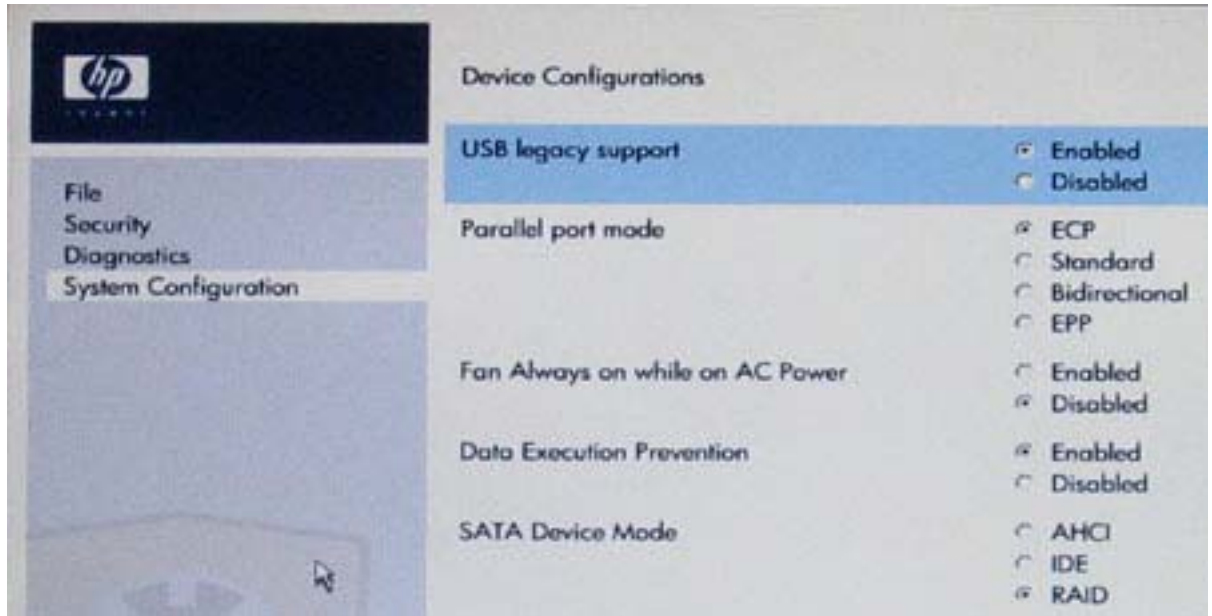 hp
File
Security
Diagnostics
System Configuration
Device Configurations
USB legacy support
Enabled
Disabled
Parallel port mode
ECP
Standard
Bidirectional
EPP
Fan Always on while on AC Power
Enabled
Disabled
Data Execution Prevention
Enabled
Disabled
SATA Device Mode
AHCI
IDE
RAID